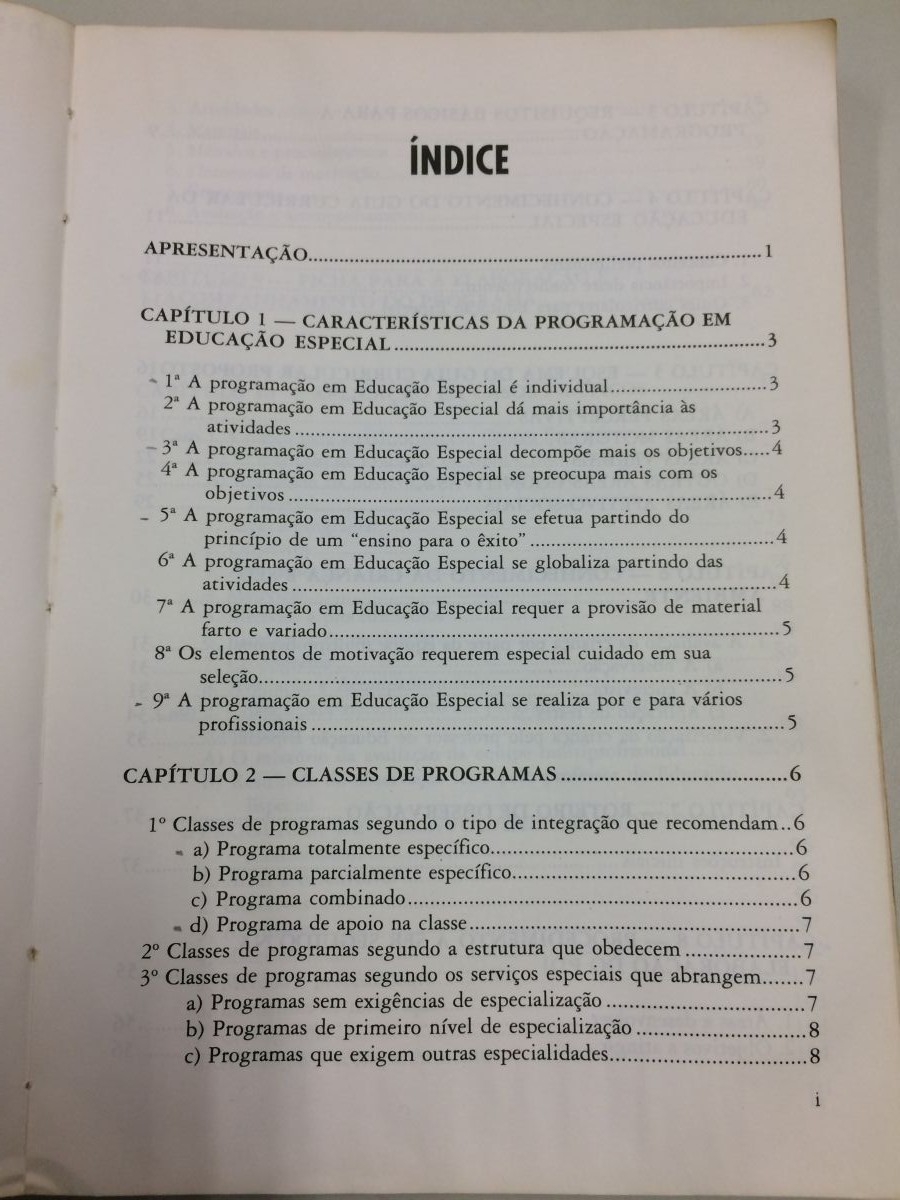 ÍNDICE
APRESENTAÇÃO..........1
CAPÍTULO 1 — CARACTERÍSTICAS DA PROGRAMAÇÃO EM
EDUCAÇÃO ESPECIAL..........3
1ª A programação em Educação Especial é individual..........3
2ª A programação em Educação Especial dá mais importância às
atividades..........3
3ª A programação em Educação Especial decompõe mais os objetivos.....4
4ª A programação em Educação Especial se preocupa mais com os
objetivos..........4
5ª A programação em Educação Especial se efetua partindo do
princípio de um “ensino para o êxito”..........4
6ª A programação em Educação Especial se globaliza partindo das
atividades..........4
7ª A programação em Educação Especial requer a provisão de material
farto e variado..........5
8ª Os elementos de motivação requerem especial cuidado em sua
seleção..........5
9ª A programação em Educação Especial se realiza por e para vários
profissionais..........5
CAPÍTULO 2 — CLASSES DE PROGRAMAS..........6
1º Classes de programas segundo o tipo de integração que recomendam..6
a) Programa totalmente específico..........6
b) Programa parcialmente específico..........6
c) Programa combinado..........6
d) Programa de apoio na classe..........7
2º Classes de programas segundo a estrutura que obedecem..........7
3º Classes de programas segundo os serviços especiais que abrangem.......7
a) Programas sem exigências de especialização..........7
b) Programas de primeiro nível de especialização..........8
c) Programas que exigem outras especialidades..........8
i